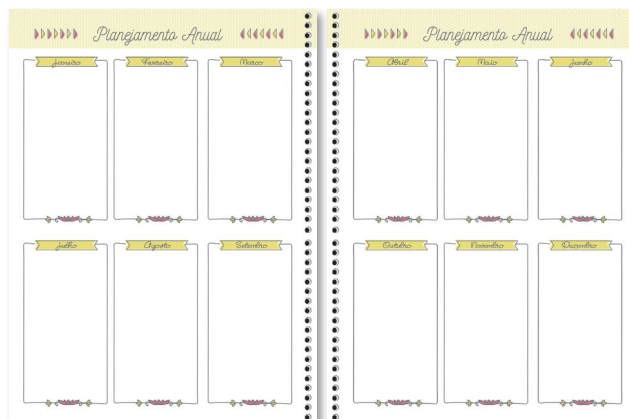 Planejamento Anual
Janeiro Fevereiro Março
Julho Agosto Setembro
Planejamento Anual
Abril Maio Junho
Outubro Novembro Dezembro